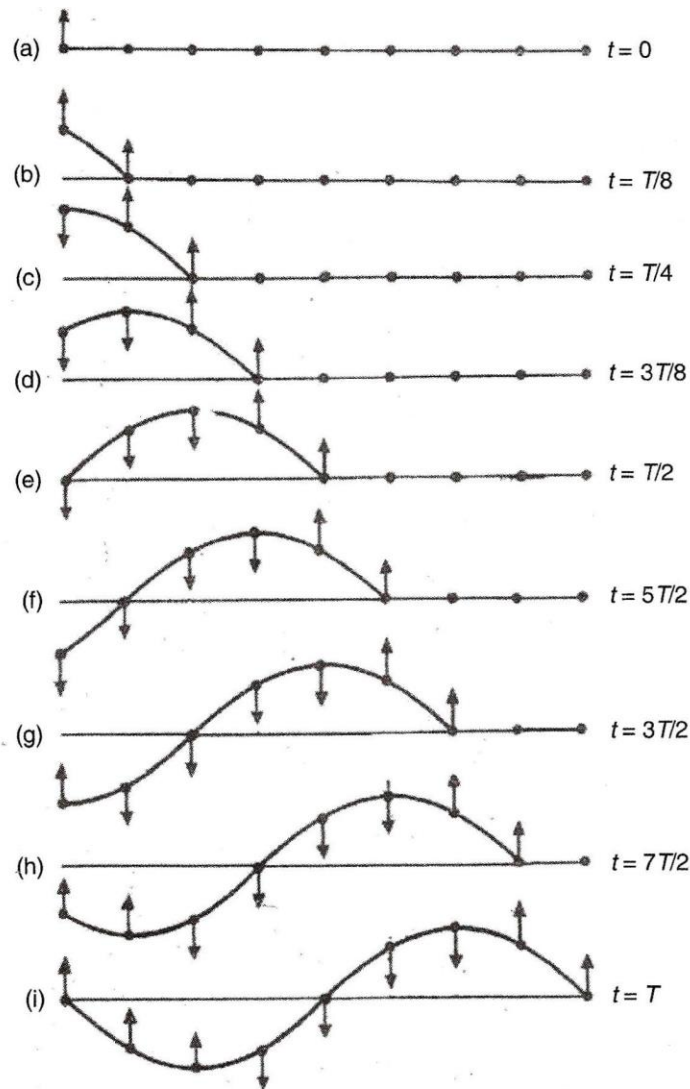 (a) t = 0
(b) t = T/8
(c) t = T/4
(d) t = 3T/8
(e) t = T/2
(f) t = 5T/2
(g) t = 3T/2
(h) t = 7T/2
(i) t = T